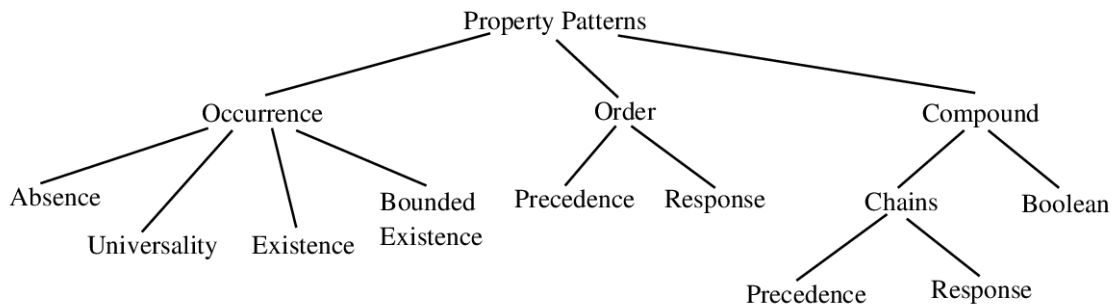 Property Patterns
Occurrence
Order
Compound
Absence
Universality
Existence
Bounded
Existence
Precedence
Response
Chains
Boolean
Precedence
Response